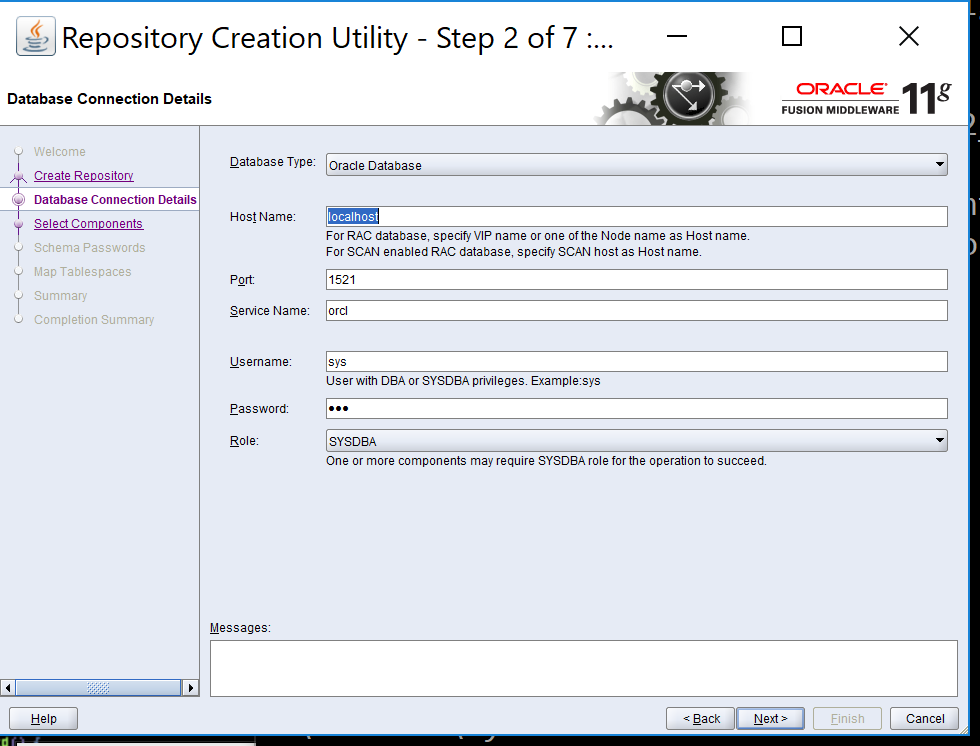 Repository Creation Utility - Step 2 of 7 :...
Database Connection Details
ORACLE
FUSION MIDDLEWARE 11g
Welcome
Create Repository
Database Connection Details
Select Components
Schema Passwords
Map Tablespaces
Summary
Completion Summary
Database Type: Oracle Database
Host Name: localhost
For RAC database, specify VIP name or one of the Node name as Host name.
For SCAN enabled RAC database, specify SCAN host as Host name.
Port: 1521
Service Name: orcl
Username: sys
User with DBA or SYSDBA privileges. Example:sys
Password: •••
Role: SYSDBA
One or more components may require SYSDBA role for the operation to succeed.
Messages:
Help < Back Next > Finish Cancel